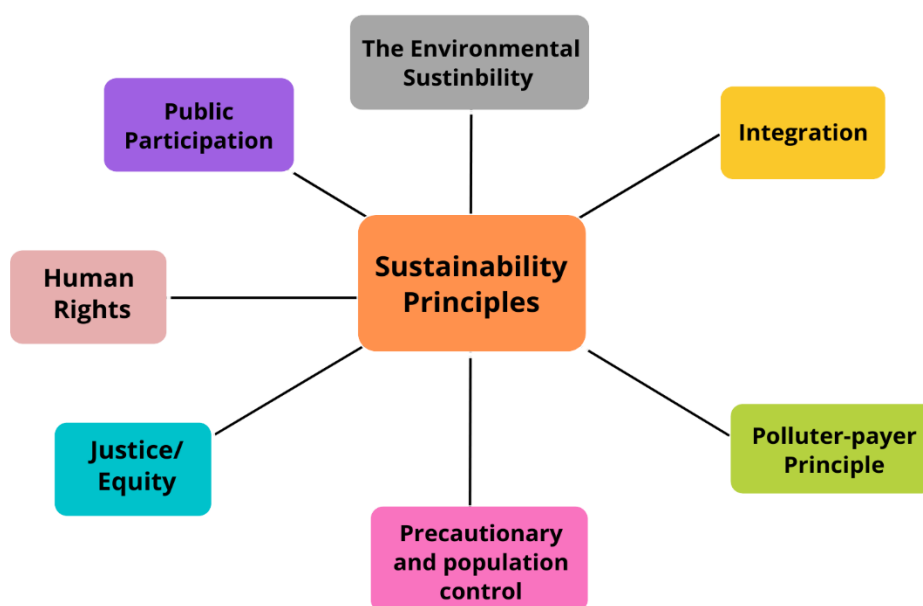 The Environmental
Sustinbility
Public
Participation
Integration
Sustainability
Principles
Human
Rights
Justice/
Equity
Polluter-payer
Principle
Precautionary
and population
control